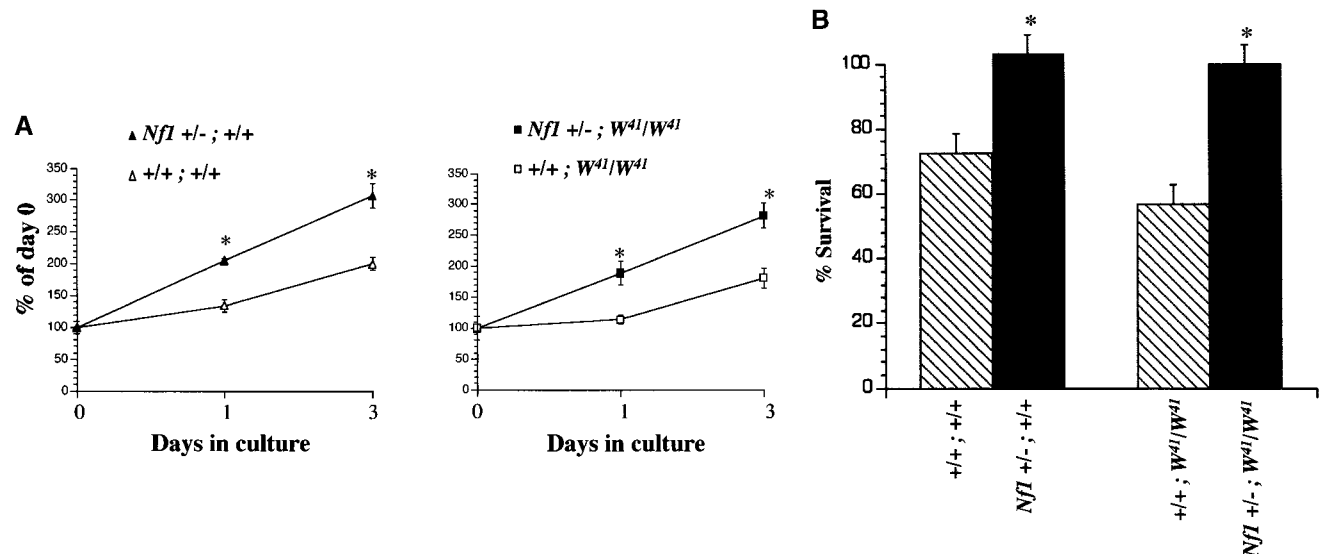 A
▲ Nf1 +/- ; +/+
△ +/+ ; +/+
350
300
250
200
150
100
50
0
% of day 0
0 1 3
Days in culture
*
*
■ Nf1 +/- ; W41/W41
□ +/+ ; W41/W41
350
300
250
200
150
100
50
0
0 1 3
Days in culture
*
*
B
% Survival
100
80
60
40
20
0
*
*
+/+ ; +/+
Nf1 +/- ; +/+
+/+ ; W41/W41
Nf1 +/- ; W41/W41